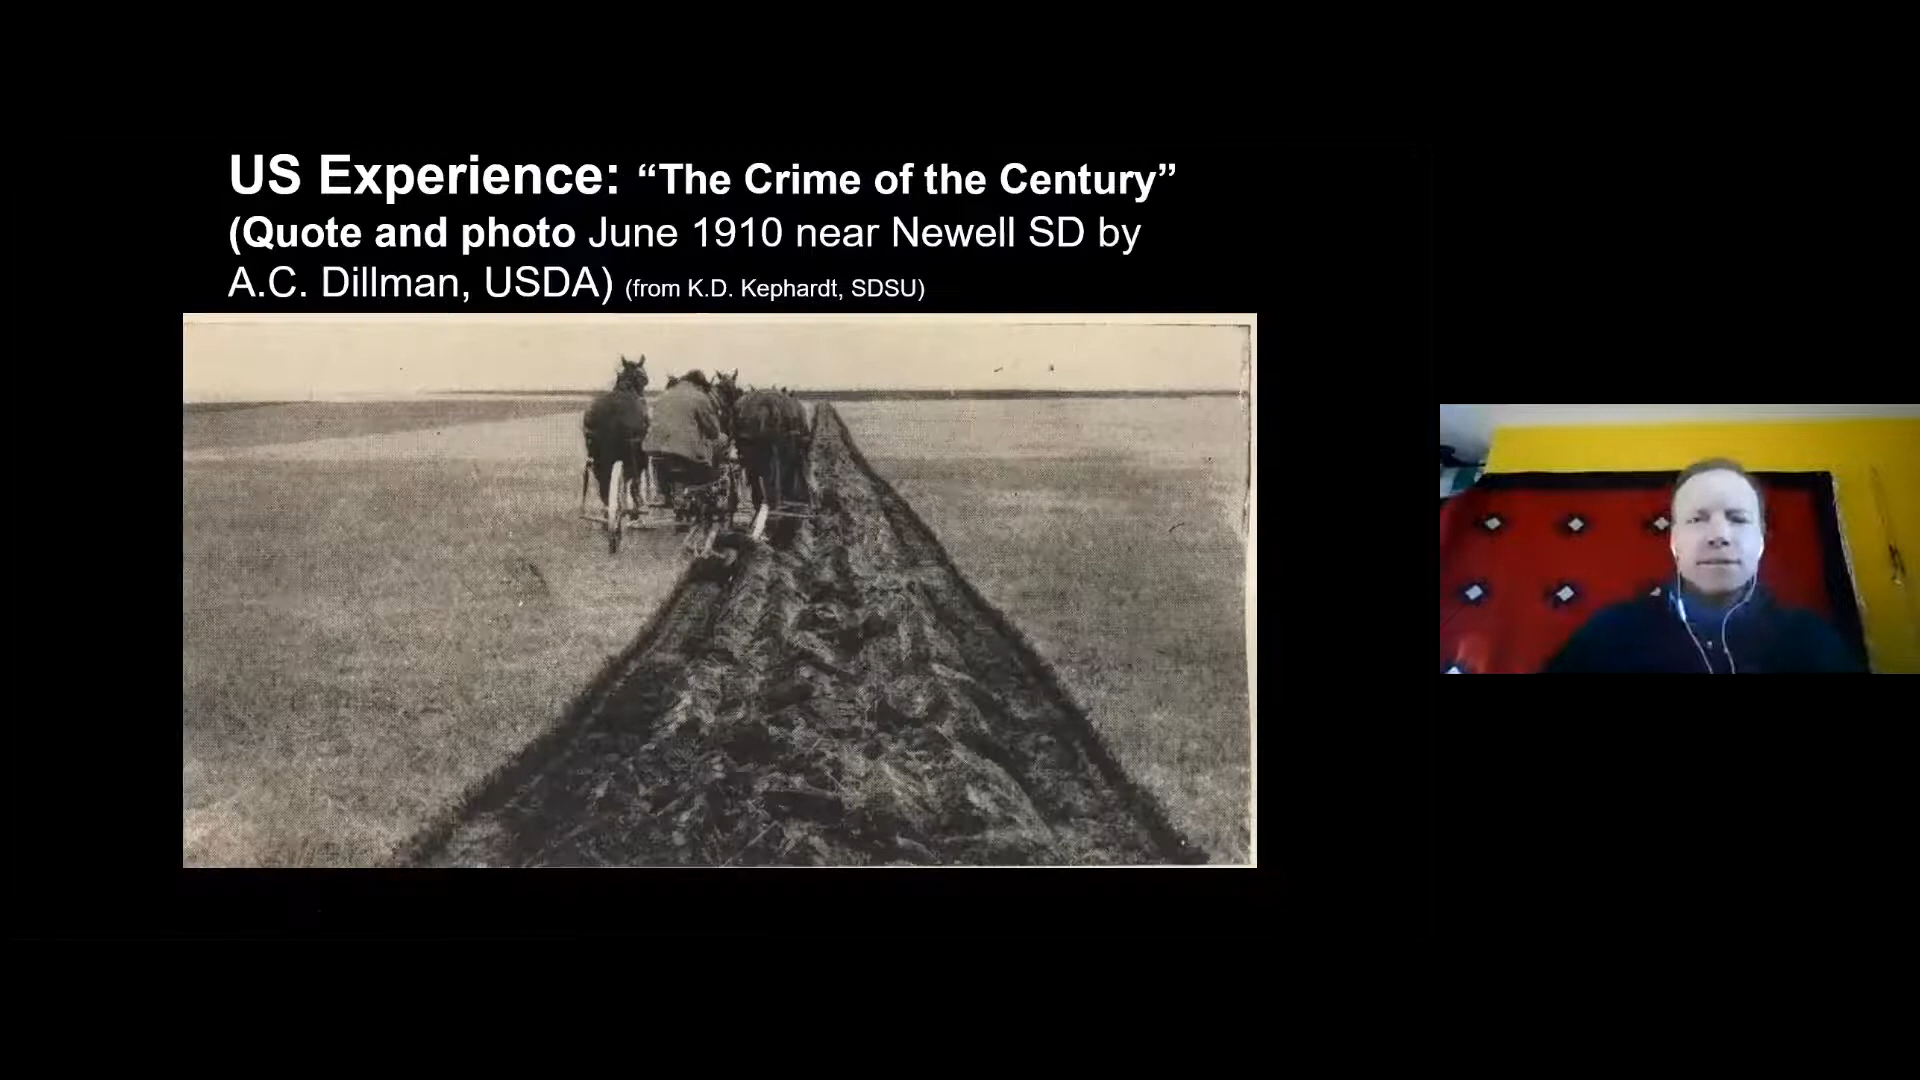 US Experience: “The Crime of the Century”
(Quote and photo June 1910 near Newell SD by
A.C. Dillman, USDA) (from K.D. Kephardt, SDSU)